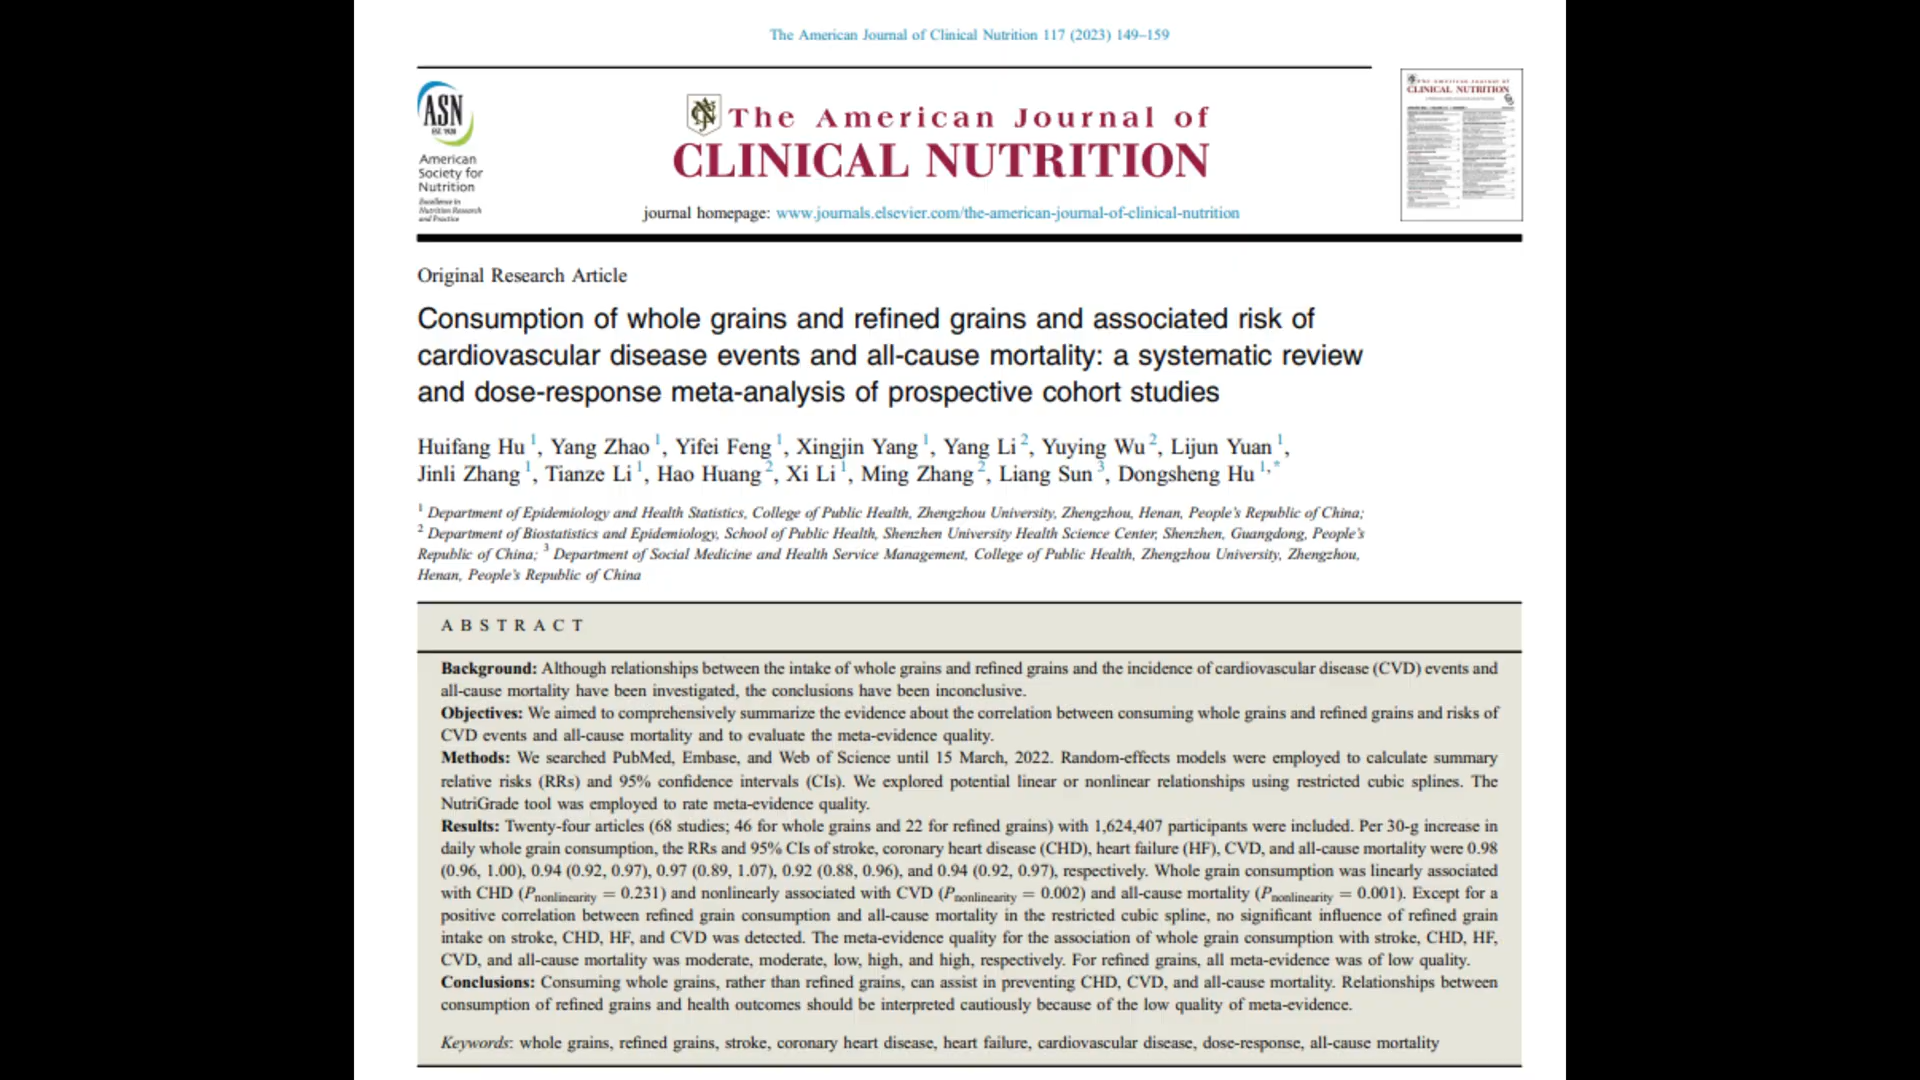 The American Journal of Clinical Nutrition 117 (2023) 149–159
ASN
EST. 1928
American
Society for
Nutrition
Excellence in
Nutrition Research
and Practice
The American Journal of
CLINICAL NUTRITION
journal homepage: www.journals.elsevier.com/the-american-journal-of-clinical-nutrition
The American Journal of
CLINICAL NUTRITION
Original Research Article
Consumption of whole grains and refined grains and associated risk of
cardiovascular disease events and all-cause mortality: a systematic review
and dose-response meta-analysis of prospective cohort studies
Huifang Hu 1, Yang Zhao 1, Yifei Feng 1, Xingjin Yang 1, Yang Li 2, Yuying Wu 2, Lijun Yuan 1,
Jinli Zhang 1, Tianze Li 1, Hao Huang 2, Xi Li 1, Ming Zhang 2, Liang Sun 3, Dongsheng Hu 1,*
1 Department of Epidemiology and Health Statistics, College of Public Health, Zhengzhou University, Zhengzhou, Henan, People's Republic of China;
2 Department of Biostatistics and Epidemiology, School of Public Health, Shenzhen University Health Science Center, Shenzhen, Guangdong, People's
Republic of China; 3 Department of Social Medicine and Health Service Management, College of Public Health, Zhengzhou University, Zhengzhou,
Henan, People's Republic of China
ABSTRACT
Background: Although relationships between the intake of whole grains and refined grains and the incidence of cardiovascular disease (CVD) events and
all-cause mortality have been investigated, the conclusions have been inconclusive.
Objectives: We aimed to comprehensively summarize the evidence about the correlation between consuming whole grains and refined grains and risks of
CVD events and all-cause mortality and to evaluate the meta-evidence quality.
Methods: We searched PubMed, Embase, and Web of Science until 15 March, 2022. Random-effects models were employed to calculate summary
relative risks (RRs) and 95% confidence intervals (CIs). We explored potential linear or nonlinear relationships using restricted cubic splines. The
NutriGrade tool was employed to rate meta-evidence quality.
Results: Twenty-four articles (68 studies; 46 for whole grains and 22 for refined grains) with 1,624,407 participants were included. Per 30-g increase in
daily whole grain consumption, the RRs and 95% CIs of stroke, coronary heart disease (CHD), heart failure (HF), CVD, and all-cause mortality were 0.98
(0.96, 1.00), 0.94 (0.92, 0.97), 0.97 (0.89, 1.07), 0.92 (0.88, 0.96), and 0.94 (0.92, 0.97), respectively. Whole grain consumption was linearly associated
with CHD (Pnonlinearity = 0.231) and nonlinearly associated with CVD (Pnonlinearity = 0.002) and all-cause mortality (Pnonlinearity = 0.001). Except for a
positive correlation between refined grain consumption and all-cause mortality in the restricted cubic spline, no significant influence of refined grain
intake on stroke, CHD, HF, and CVD was detected. The meta-evidence quality for the association of whole grain consumption with stroke, CHD, HF,
CVD, and all-cause mortality was moderate, moderate, low, high, and high, respectively. For refined grains, all meta-evidence was of low quality.
Conclusions: Consuming whole grains, rather than refined grains, can assist in preventing CHD, CVD, and all-cause mortality. Relationships between
consumption of refined grains and health outcomes should be interpreted cautiously because of the low quality of meta-evidence.
Keywords: whole grains, refined grains, stroke, coronary heart disease, heart failure, cardiovascular disease, dose-response, all-cause mortality